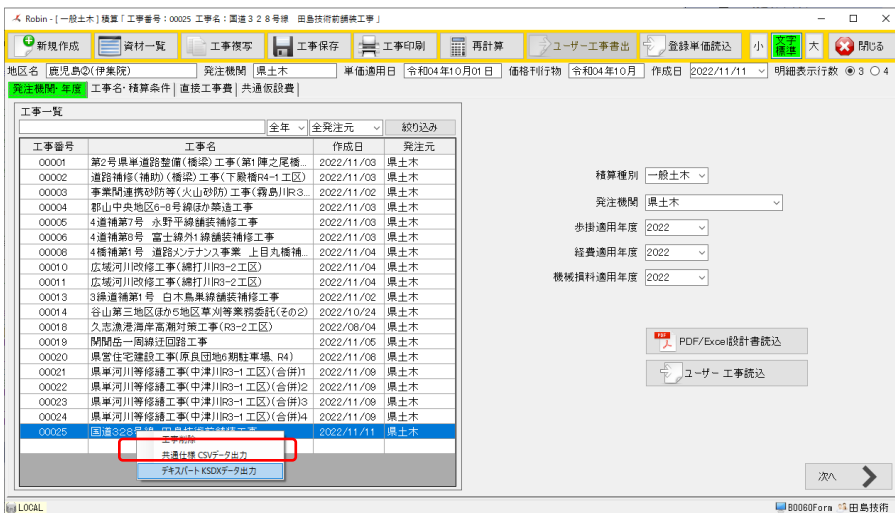 Robin - [ 一般土木 ] 積算 「 工事番号：00025 工事名：国道３２８号線 田島技術前舗装工事 」
新規作成 資材一覧 工事複写 工事保存 工事印刷 再計算 ユーザー工事書出 登録単価読込 小 文字標準 大 閉じる
地区名 鹿児島②(伊集院) 発注機関 県土木 単価適用日 令和04年10月01日 価格刊行物 令和04年10月 作成日 2022/11/11 明細表示行数 3 4
発注機関・年度 工事名・積算条件 直接工事費 共通仮設費
工事一覧
全年 全発注元 絞り込み
工事番号 工事名 作成日 発注元
00001 第2号県単道路整備(橋梁)工事(第1陣之尾橋... 2022/11/03 県土木
00002 道路補修(補助)(橋梁)工事(下殿橋R4-1工区) 2022/11/03 県土木
00003 事業間連携砂防等(火山砂防)工事(霧島川R3... 2022/11/02 県土木
00004 郡山中央地区6-8号線ほか築造工事 2022/11/03 県土木
00005 4道補第7号 永野平線舗装補修工事 2022/11/03 県土木
00006 4道補第8号 富士線外1線舗装補修工事 2022/11/03 県土木
00008 4橋補第1号 道路メンテナンス事業 上目丸橋補... 2022/11/04 県土木
00010 広域河川改修工事(綿打川R3-2工区) 2022/11/04 県土木
00011 広域河川改修工事(綿打川R3-2工区) 2022/11/04 県土木
00013 3繰道補第1号 白木鳥巣線舗装補修工事 2022/11/02 県土木
00014 谷山第三地区ほか5地区草刈等業務委託(その2) 2022/10/24 県土木
00018 久志漁港海岸高潮対策工事(R3-2工区) 2022/08/04 県土木
00019 開聞岳一周線迂回路工事 2022/11/05 県土木
00020 県営住宅建設工事(原良団地6期駐車場、R4) 2022/11/08 県土木
00021 県単河川等修繕工事(中津川R3-1工区)(合併)1 2022/11/09 県土木
00022 県単河川等修繕工事(中津川R3-1工区)(合併)2 2022/11/09 県土木
00023 県単河川等修繕工事(中津川R3-1工区)(合併)3 2022/11/09 県土木
00024 県単河川等修繕工事(中津川R3-1工区)(合併)4 2022/11/09 県土木
00025 国道328号線 田島技術前舗装工事 2022/11/11 県土木
工事削除
共通仕様 CSVデータ出力
デキスパート KSDXデータ出力
積算種別 一般土木
発注機関 県土木
歩掛適用年度 2022
経費適用年度 2022
機械損料適用年度 2022
PDF/Excel設計書読込
ユーザー 工事読込
次へ
LOCAL B0060Form 田島技術